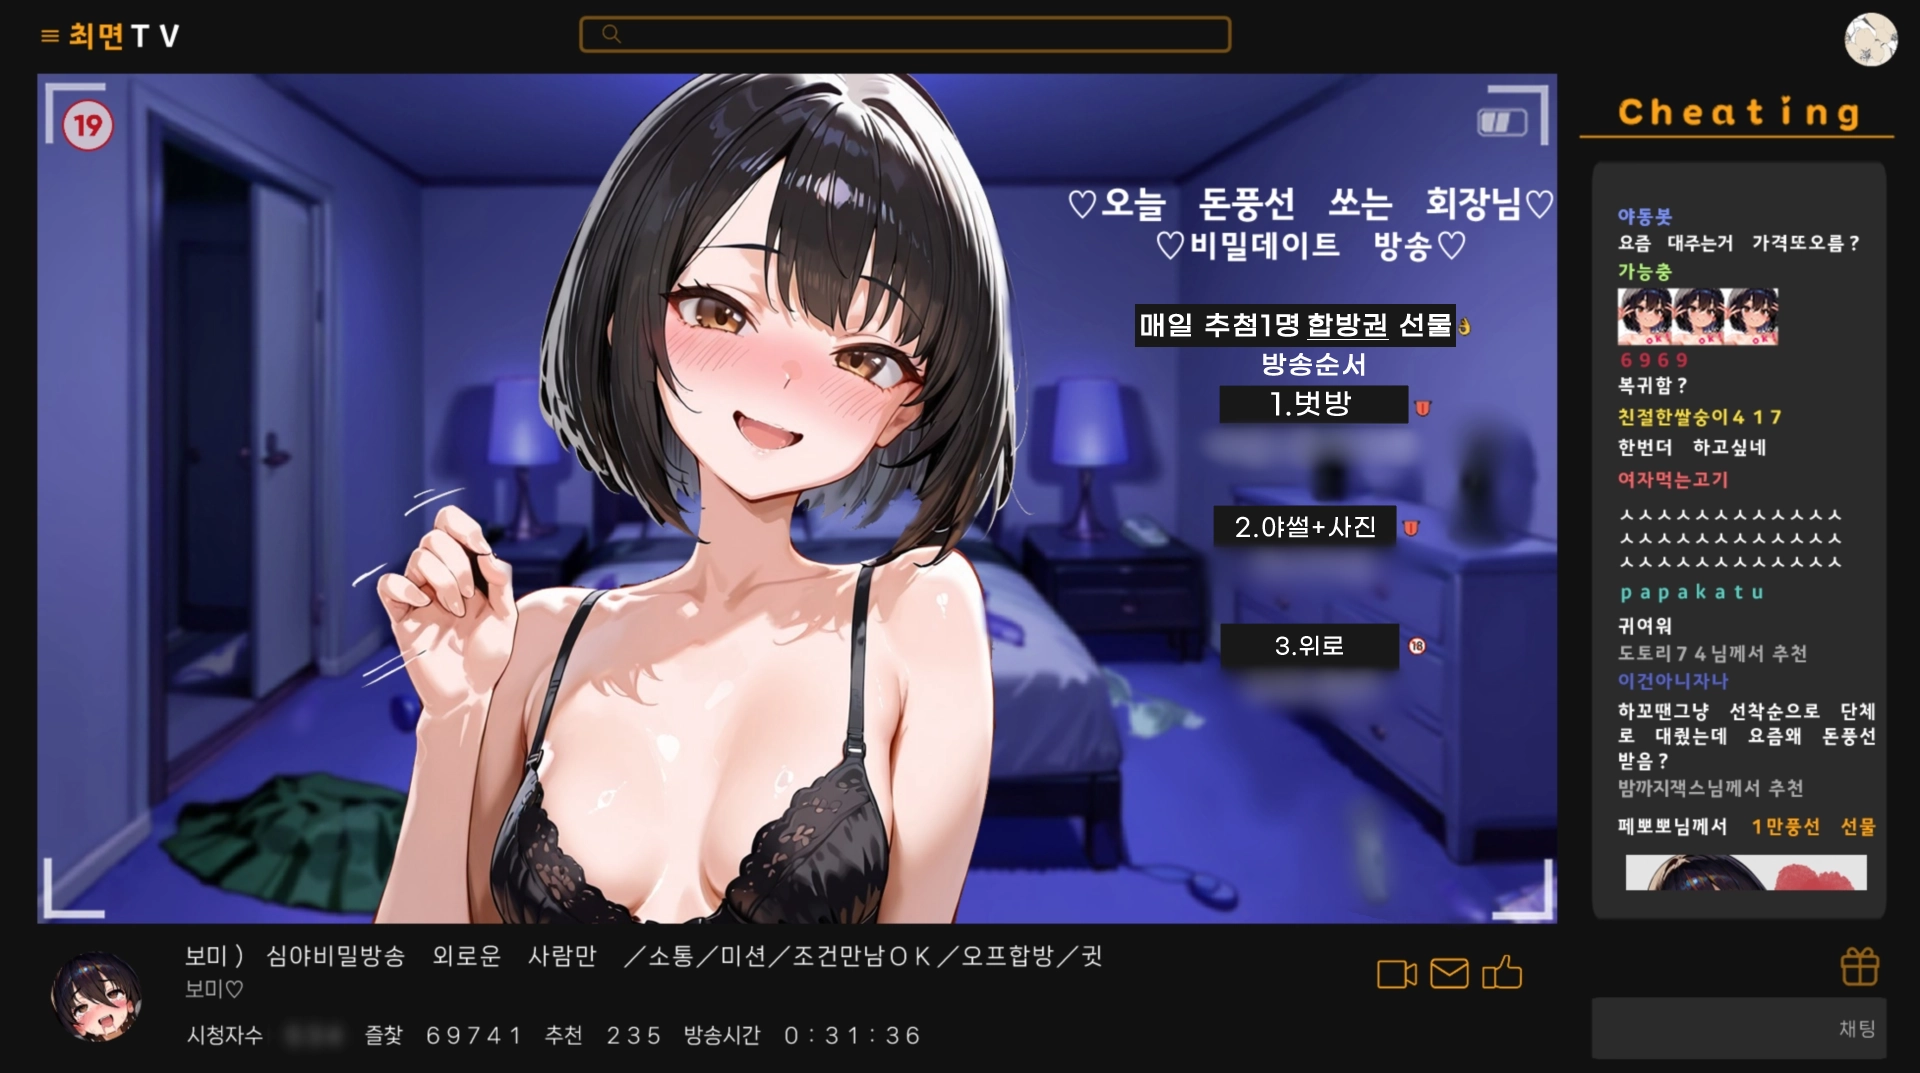 최면TV
19
♡오늘 돈풍선 쏘는 회장님♡
♡비밀데이트 방송♡
매일 추첨1명 합방권 선물
방송순서
1.벗방
2.야썰+사진
3.위로
18
Cheating
야동봇
요즘 대주는거 가격또오름?
가능충
6969
복귀함?
친절한쌀숭이417
한번더 하고싶네
여자먹는고기
ㅅㅅㅅㅅㅅㅅㅅㅅㅅㅅㅅㅅ
ㅅㅅㅅㅅㅅㅅㅅㅅㅅㅅㅅㅅ
ㅅㅅㅅㅅㅅㅅㅅㅅㅅㅅㅅㅅ
papakatu
귀여워
도토리74님께서 추천
이건아니자나
하꼬땐그냥 선착순으로 단체
로 대줬는데 요즘왜 돈풍선
받음?
밤까지잭스님께서 추천
페뽀뽀님께서 1만풍선 선물
보미) 심야비밀방송 외로운 사람만 /소통/미션/조건만남OK/오프합방/귓
보미♡
시청자수 즐찾 69741 추천 235 방송시간 0:31:36
채팅